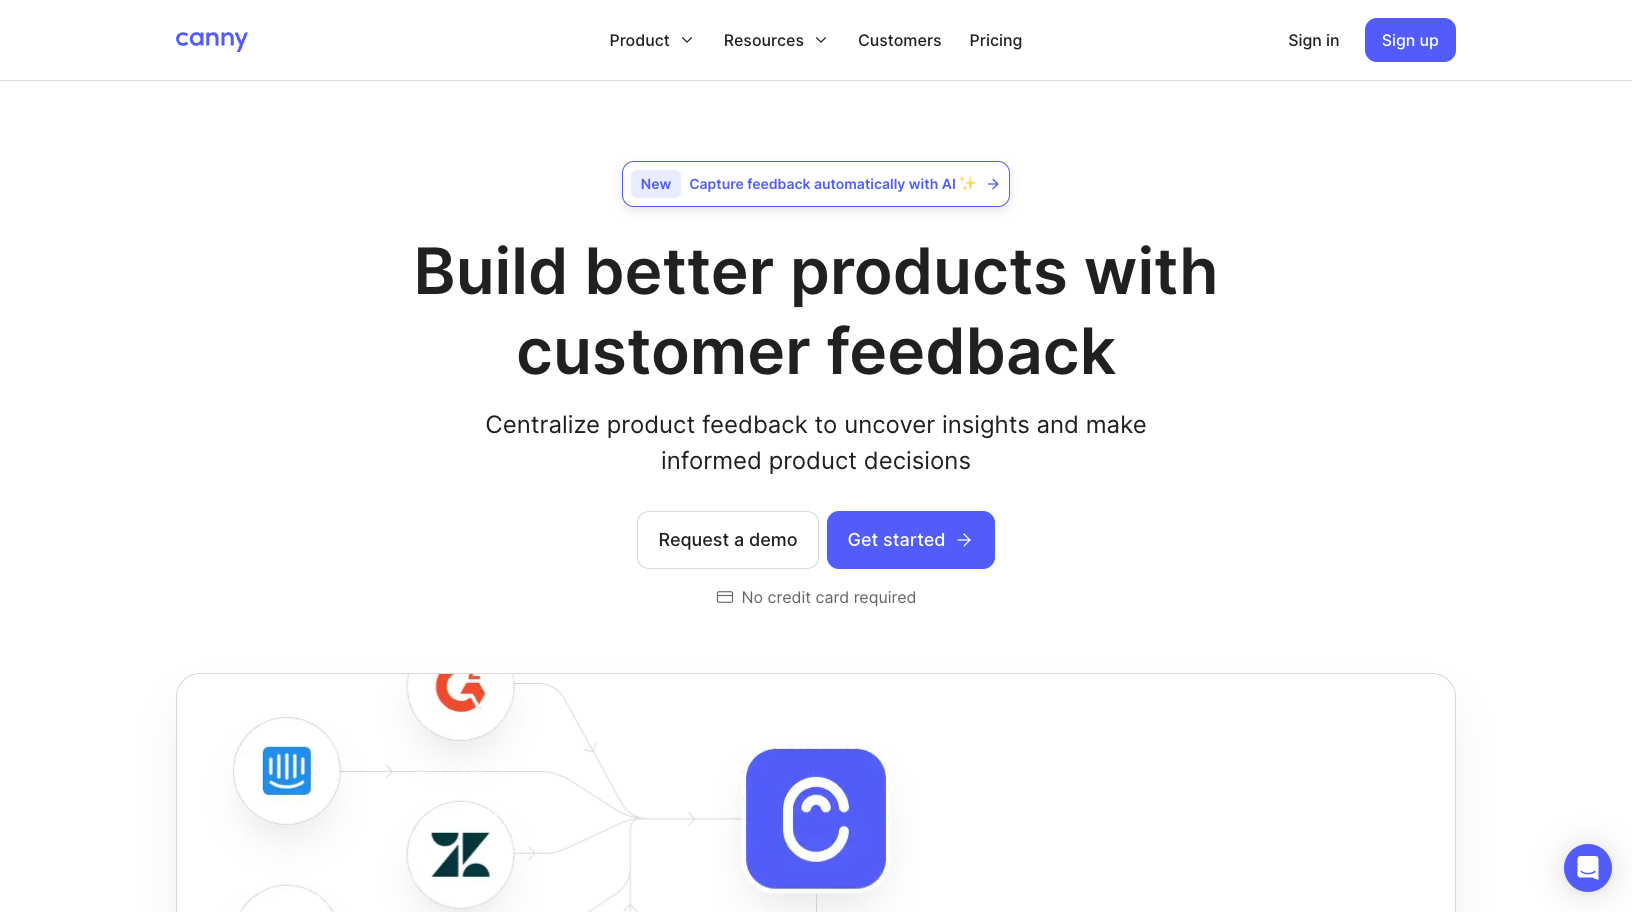 canny
Product
Resources
Customers
Pricing
Sign in
Sign up
New
Capture feedback automatically with AI ✨ →
Build better products with
customer feedback
Centralize product feedback to uncover insights and make
informed product decisions
Request a demo
Get started →
No credit card required